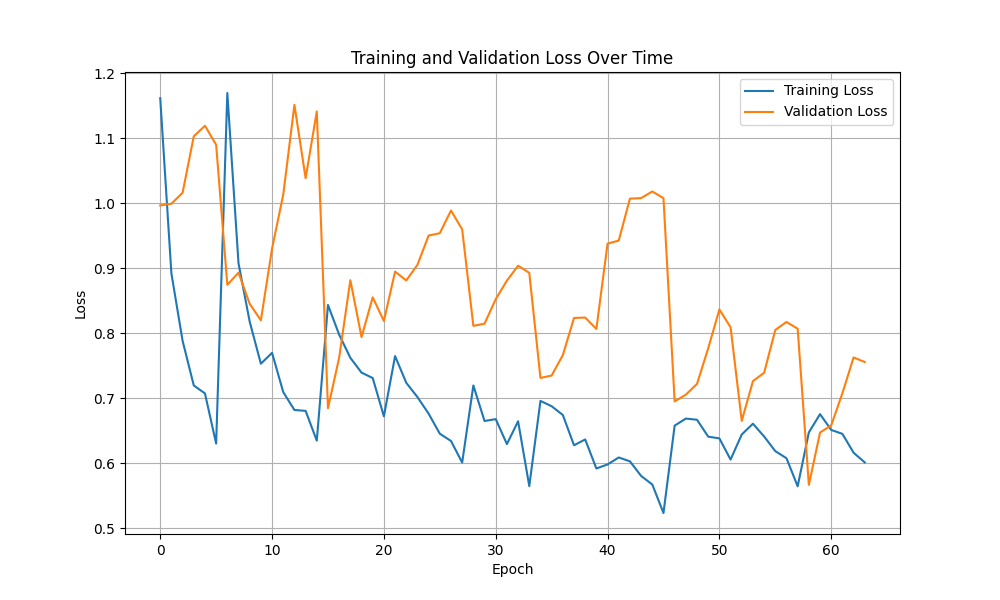 Training and Validation Loss Over Time
1.2
1.1
1.0
0.9
0.8
0.7
0.6
0.5
Loss
Training Loss
Validation Loss
0 10 20 30 40 50 60
Epoch